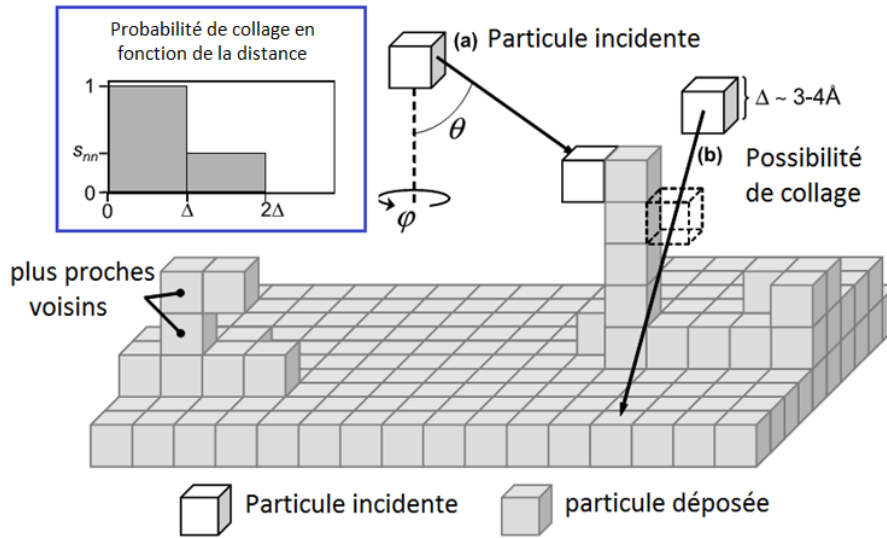 Probabilité de collage en
fonction de la distance
1
s_nn
0
0
Δ
2Δ
(a) Particule incidente
θ
φ
Δ ~ 3-4Å
(b) Possibilité
de collage
plus proches
voisins
Particule incidente
particule déposée